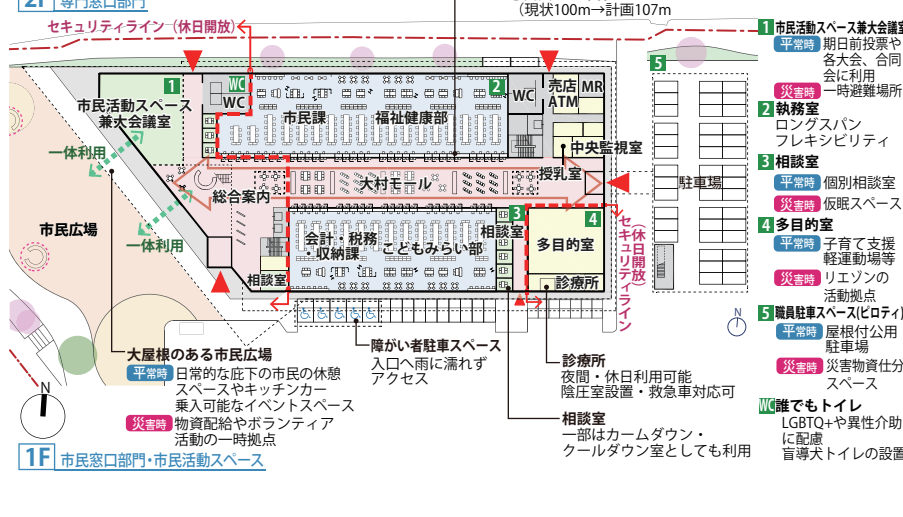 2F 専門窓口部門
（現状100m→計画107m
セキュリティライン（休日開放）
1
WC
WC
2
WC
売店
ATM
MR
市民活動スペース
兼大会議室
市民課
福祉健康部
中央監視室
一体利用
総合案内
大村モール
授乳室
駐車場
5
市民広場
一体利用
会計・税務
・収納課
こどもみらい部
相談室
3
相談室
4
多目的室
診療所
セキュリティライン
（休日開放）
N
大屋根のある市民広場
平常時 日常的な庇下の市民の休憩
スペースやキッチンカー
乗入可能なイベントスペース
災害時 物資配給やボランティア
活動の一時拠点
障がい者駐車スペース
入口へ雨に濡れず
アクセス
診療所
夜間・休日利用可能
陰圧室設置・救急車対応可
相談室
一部はカームダウン・
クールダウン室としても利用
N
1F 市民窓口部門・市民活動スペース
1 市民活動スペース兼大会議室
平常時 期日前投票や
各大会、合同
会に利用
災害時 一時避難場所
2 執務室
ロングスパン
フレキシビリティ
3 相談室
平常時 個別相談室
災害時 仮眠スペース
4 多目的室
平常時 子育て支援
軽運動場等
災害時 リエゾンの
活動拠点
5 職員駐車スペース(ピロティ)
平常時 屋根付公用
駐車場
災害時 災害物資仕分
スペース
WC 誰でもトイレ
LGBTQ+や異性介助
に配慮
盲導犬トイレの設置